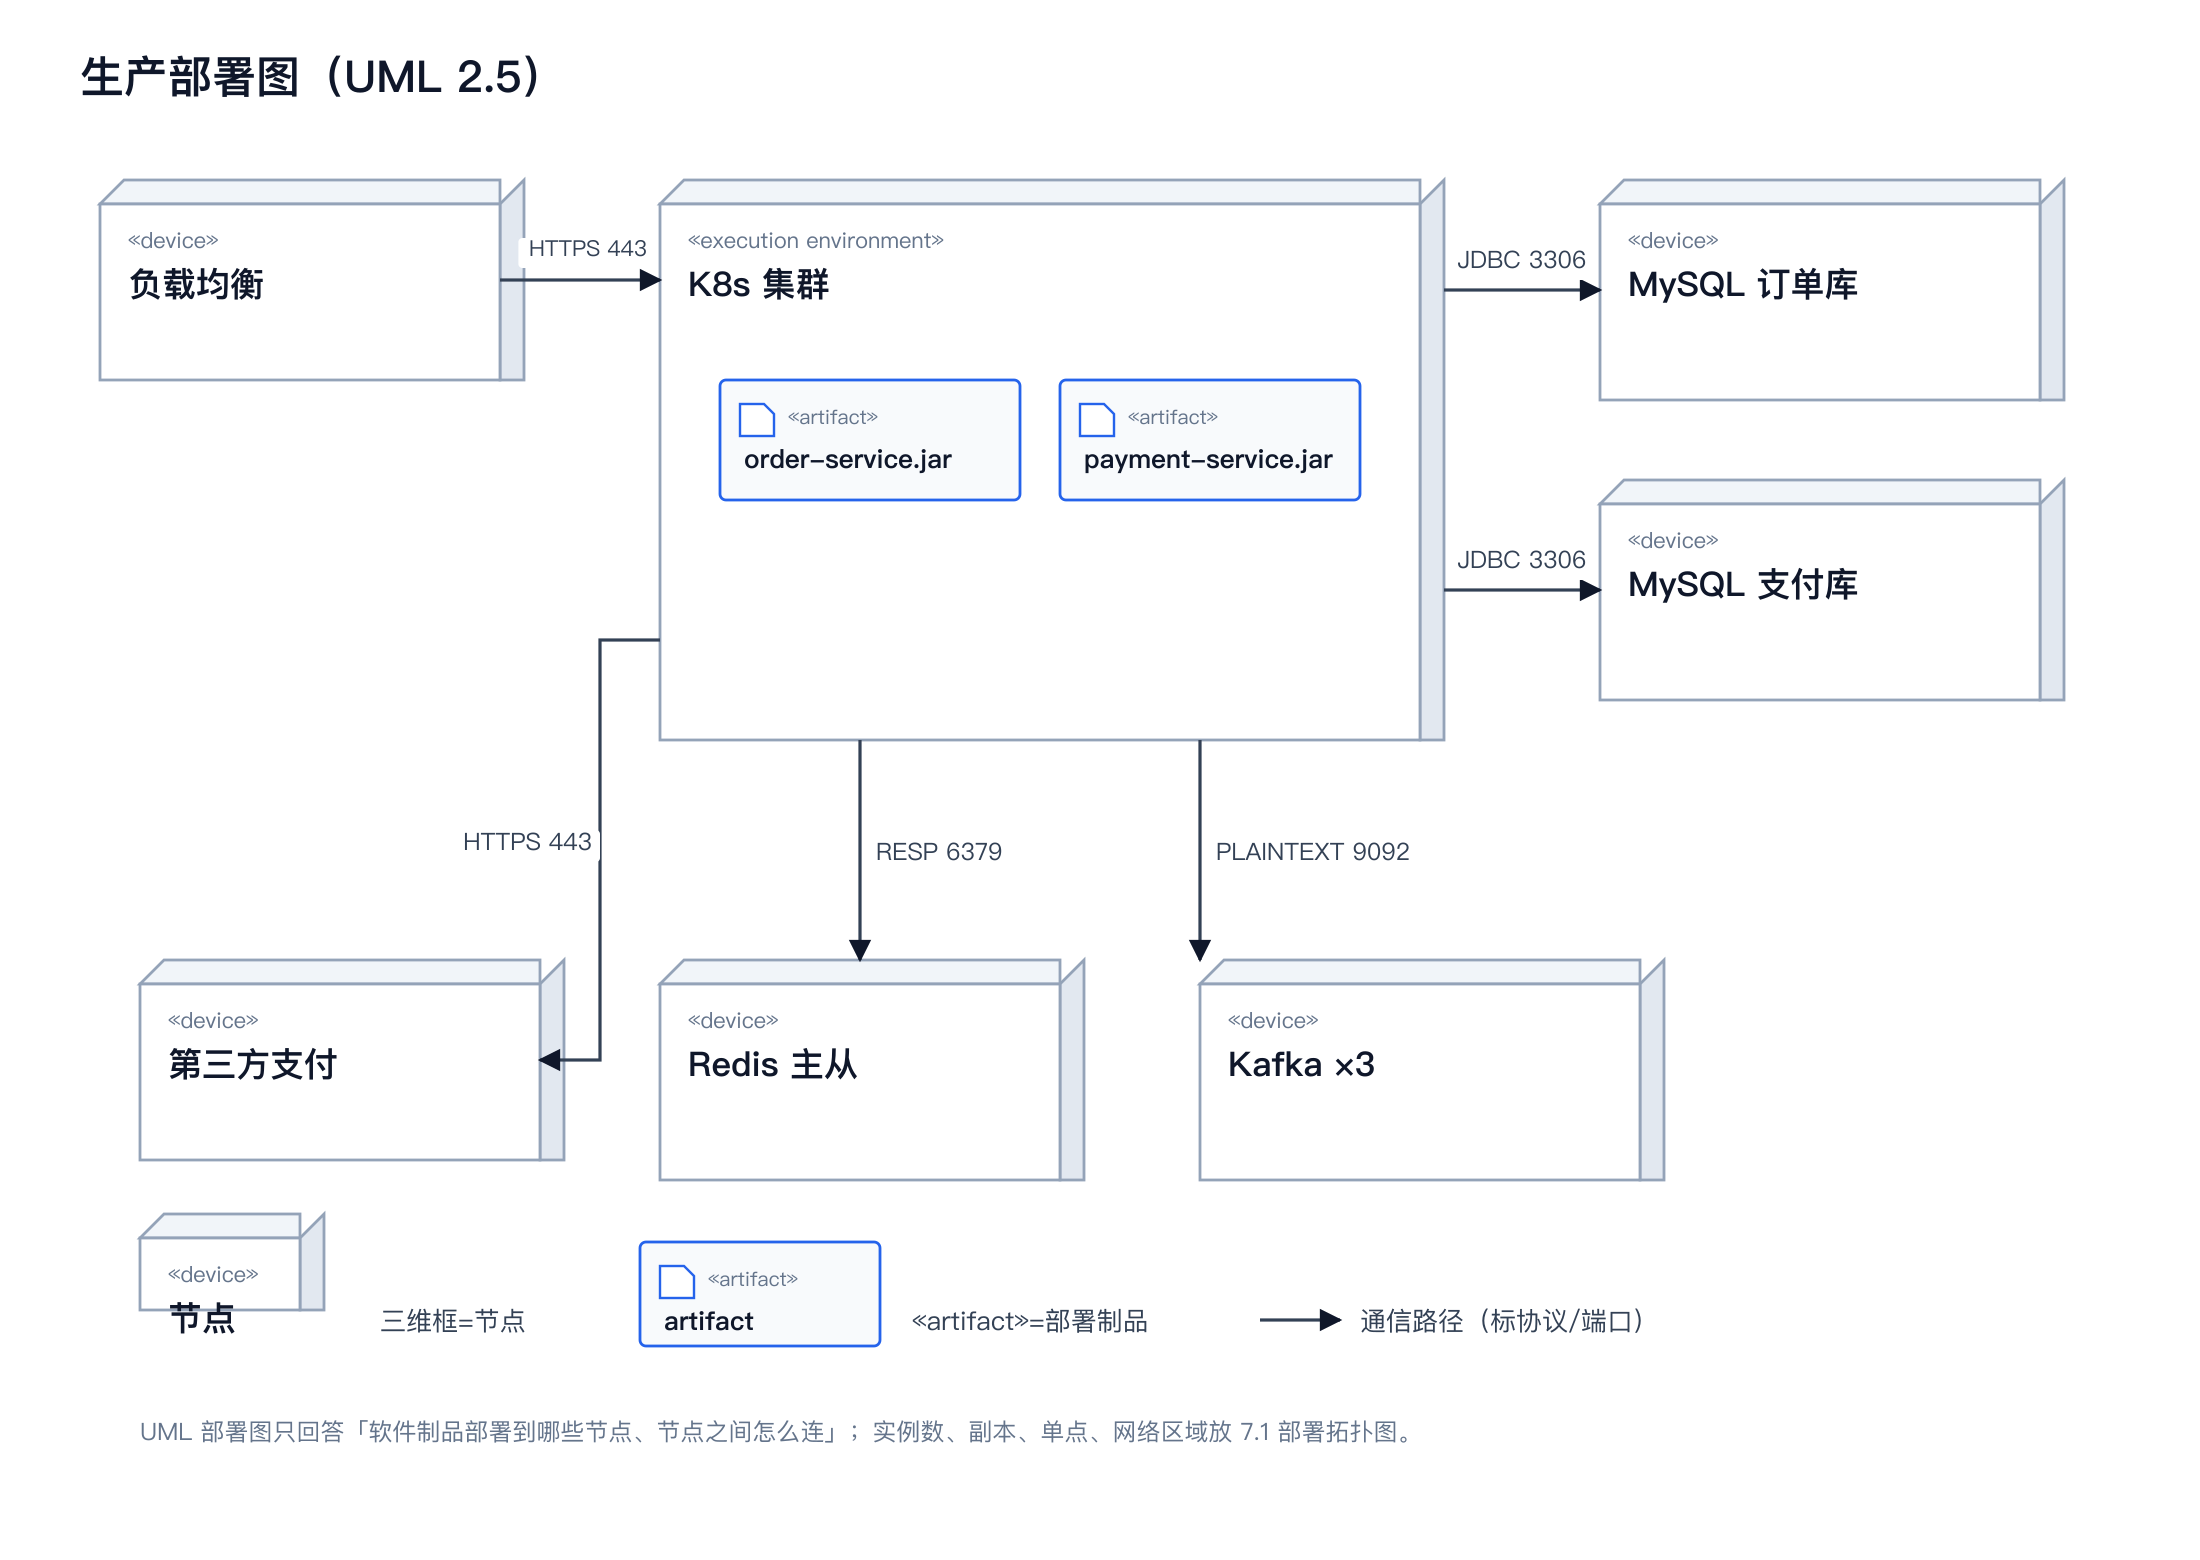 生产部署图（UML 2.5）
«device»
负载均衡
HTTPS 443
«execution environment»
K8s 集群
«artifact»
order-service.jar
«artifact»
payment-service.jar
JDBC 3306
«device»
MySQL 订单库
JDBC 3306
«device»
MySQL 支付库
HTTPS 443
RESP 6379
PLAINTEXT 9092
«device»
第三方支付
«device»
Redis 主从
«device»
Kafka ×3
«device»
节点
三维框=节点
«artifact»
artifact
«artifact»=部署制品
通信路径（标协议/端口）
UML 部署图只回答「软件制品部署到哪些节点、节点之间怎么连」；实例数、副本、单点、网络区域放 7.1 部署拓扑图。